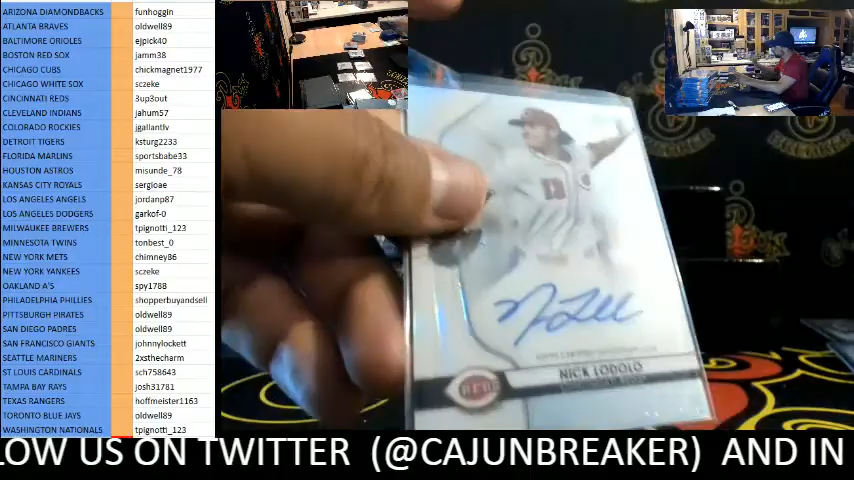 ARIZONA DIAMONDBACKS funhoggin
ATLANTA BRAVES oldwell89
BALTIMORE ORIOLES ejpick40
BOSTON RED SOX jamm38
CHICAGO CUBS chickmagnet1977
CHICAGO WHITE SOX sczeke
CINCINNATI REDS 3up3out
CLEVELAND INDIANS jahum57
COLORADO ROCKIES jgallantlv
DETROIT TIGERS ksturg2233
FLORIDA MARLINS sportsbabe33
HOUSTON ASTROS misunde_78
KANSAS CITY ROYALS sergioae
LOS ANGELES ANGELS jordanp87
LOS ANGELES DODGERS garkof-0
MILWAUKEE BREWERS tpignotti_123
MINNESOTA TWINS tonbest_0
NEW YORK METS chimney86
NEW YORK YANKEES sczeke
OAKLAND A'S spy1788
PHILADELPHIA PHILLIES shopperbuyandsell
PITTSBURGH PIRATES oldwell89
SAN DIEGO PADRES oldwell89
SAN FRANCISCO GIANTS johnnylockett
SEATTLE MARINERS 2xsthecharm
ST LOUIS CARDINALS sch758643
TAMPA BAY RAYS josh31781
TEXAS RANGERS hoffmeister1163
TORONTO BLUE JAYS oldwell89
WASHINGTON NATIONALS tpignotti_123
NICK LODOLO
REDS
LOW US ON TWITTER (@CAJUNBREAKER) AND IN